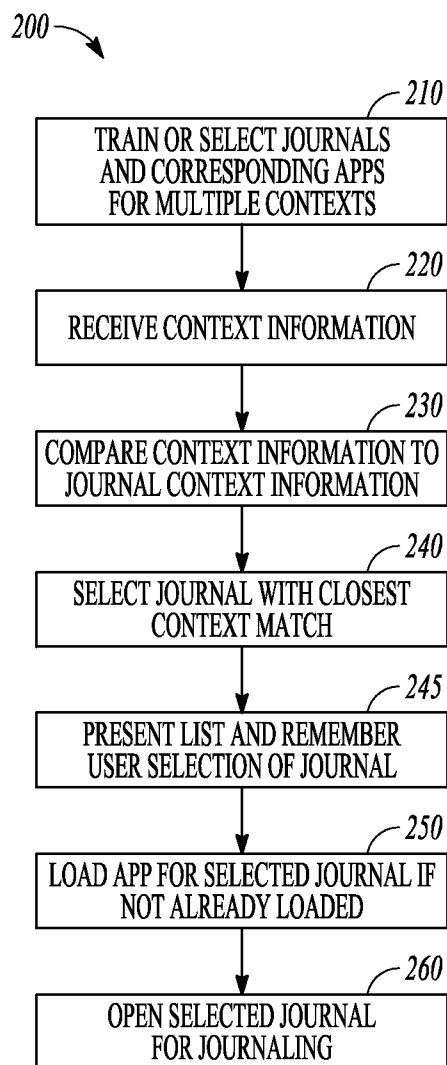 200
210
TRAIN OR SELECT JOURNALS
AND CORRESPONDING APPS
FOR MULTIPLE CONTEXTS
220
RECEIVE CONTEXT INFORMATION
230
COMPARE CONTEXT INFORMATION TO
JOURNAL CONTEXT INFORMATION
240
SELECT JOURNAL WITH CLOSEST
CONTEXT MATCH
245
PRESENT LIST AND REMEMBER
USER SELECTION OF JOURNAL
250
LOAD APP FOR SELECTED JOURNAL IF
NOT ALREADY LOADED
260
OPEN SELECTED JOURNAL
FOR JOURNALING